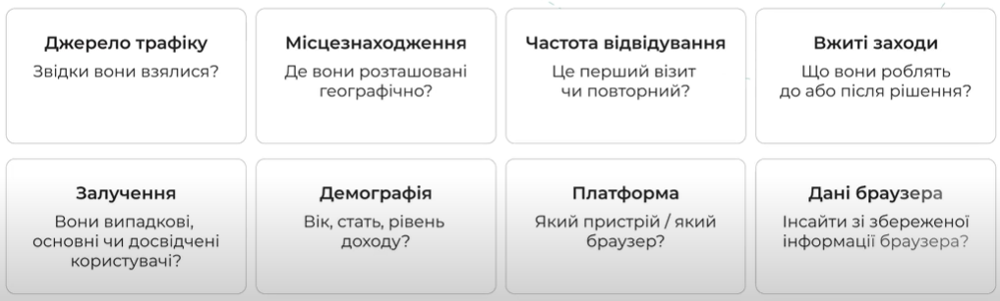 Джерело трафіку
Звідки вони взялися?
Місцезнаходження
Де вони розташовані
географічно?
Частота відвідування
Це перший візит
чи повторний?
Вжиті заходи
Що вони роблять
до або після рішення?
Залучення
Вони випадкові,
основні чи досвідчені
користувачі?
Демографія
Вік, стать, рівень
доходу?
Платформа
Який пристрій / який
браузер?
Дані браузера
Інсайти зі збереженої
інформації браузера?